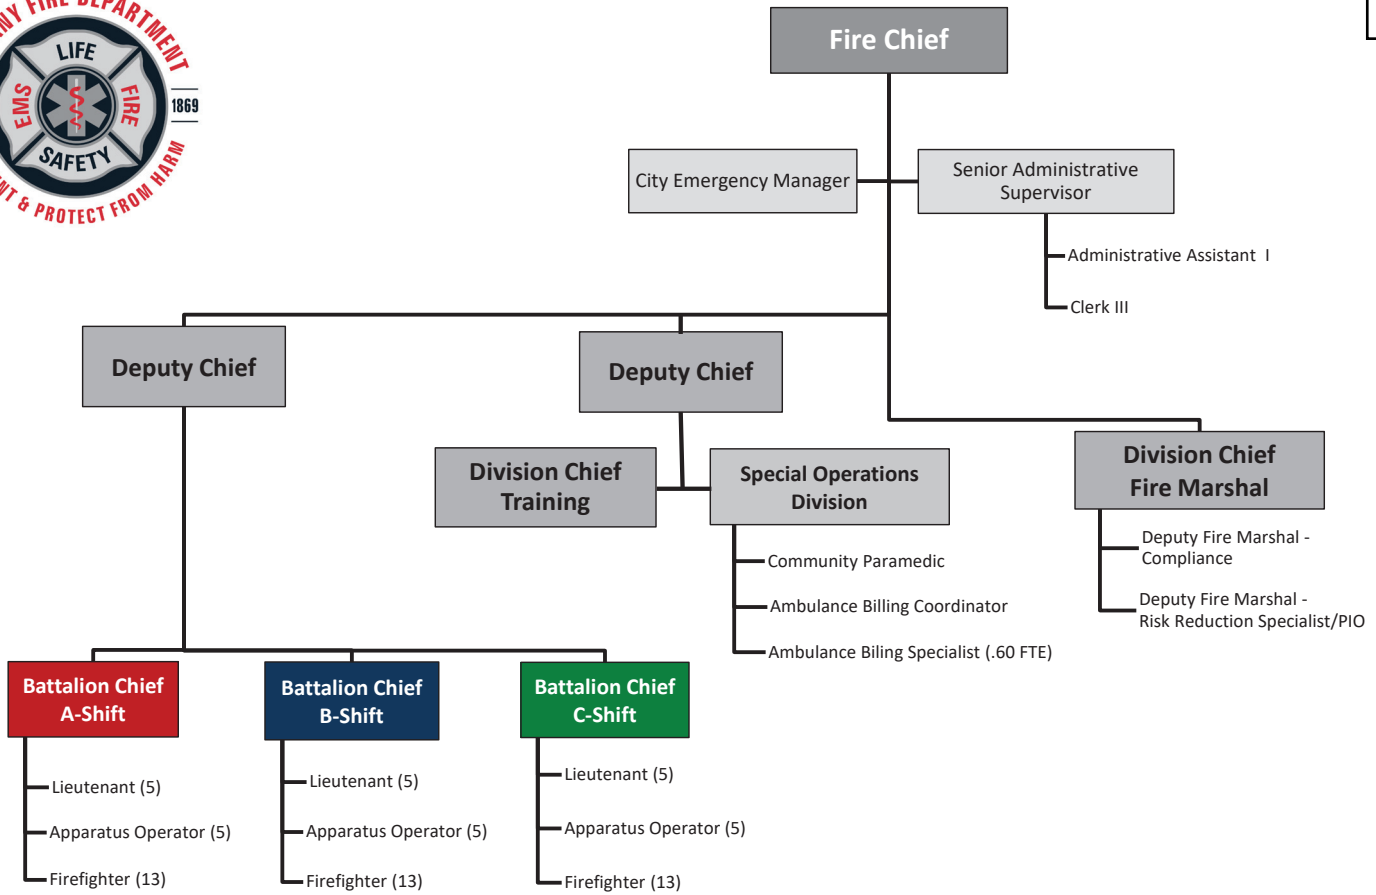 NY FIRE DEPARTMENT
LIFE
EMS
FIRE
SAFETY
1869
NT & PROTECT FROM HARM
Fire Chief
City Emergency Manager
Senior Administrative
Supervisor
Administrative Assistant I
Clerk III
Deputy Chief
Deputy Chief
Division Chief
Training
Special Operations
Division
Community Paramedic
Ambulance Billing Coordinator
Ambulance Biling Specialist (.60 FTE)
Division Chief
Fire Marshal
Deputy Fire Marshal -
Compliance
Deputy Fire Marshal -
Risk Reduction Specialist/PIO
Battalion Chief
A-Shift
Lieutenant (5)
Apparatus Operator (5)
Firefighter (13)
Battalion Chief
B-Shift
Lieutenant (5)
Apparatus Operator (5)
Firefighter (13)
Battalion Chief
C-Shift
Lieutenant (5)
Apparatus Operator (5)
Firefighter (13)